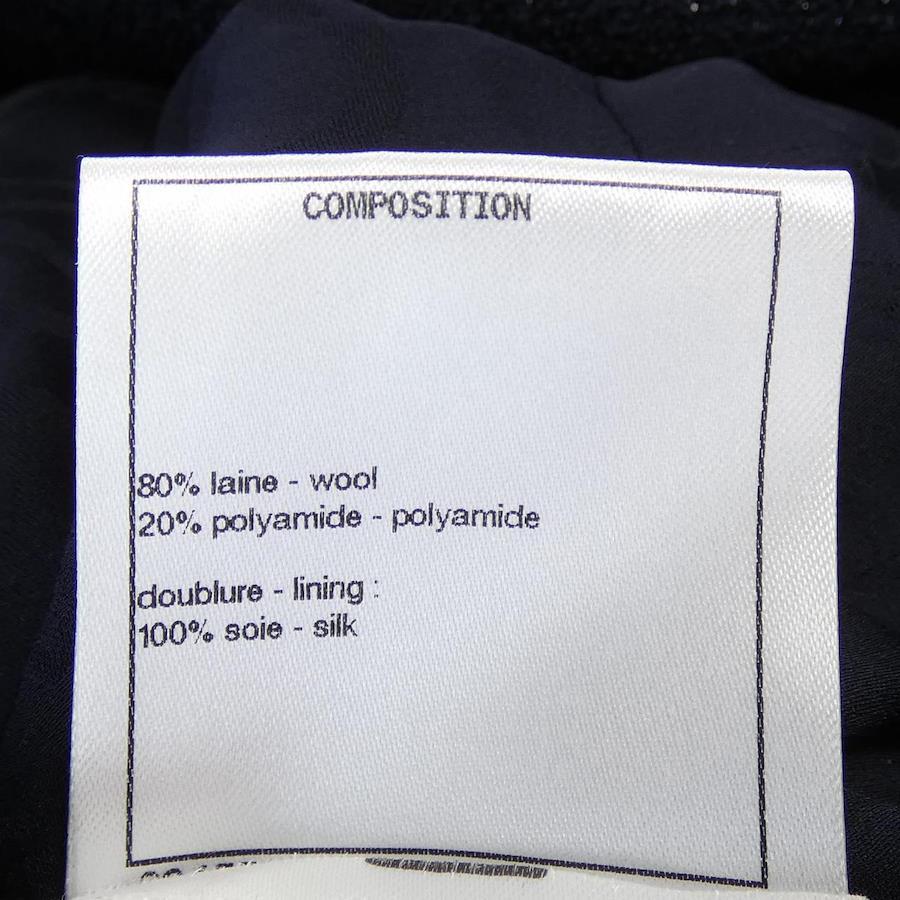 COMPOSITION
80% laine - wool
20% polyamide - polyamide
doublure - lining :
100% soie - silk